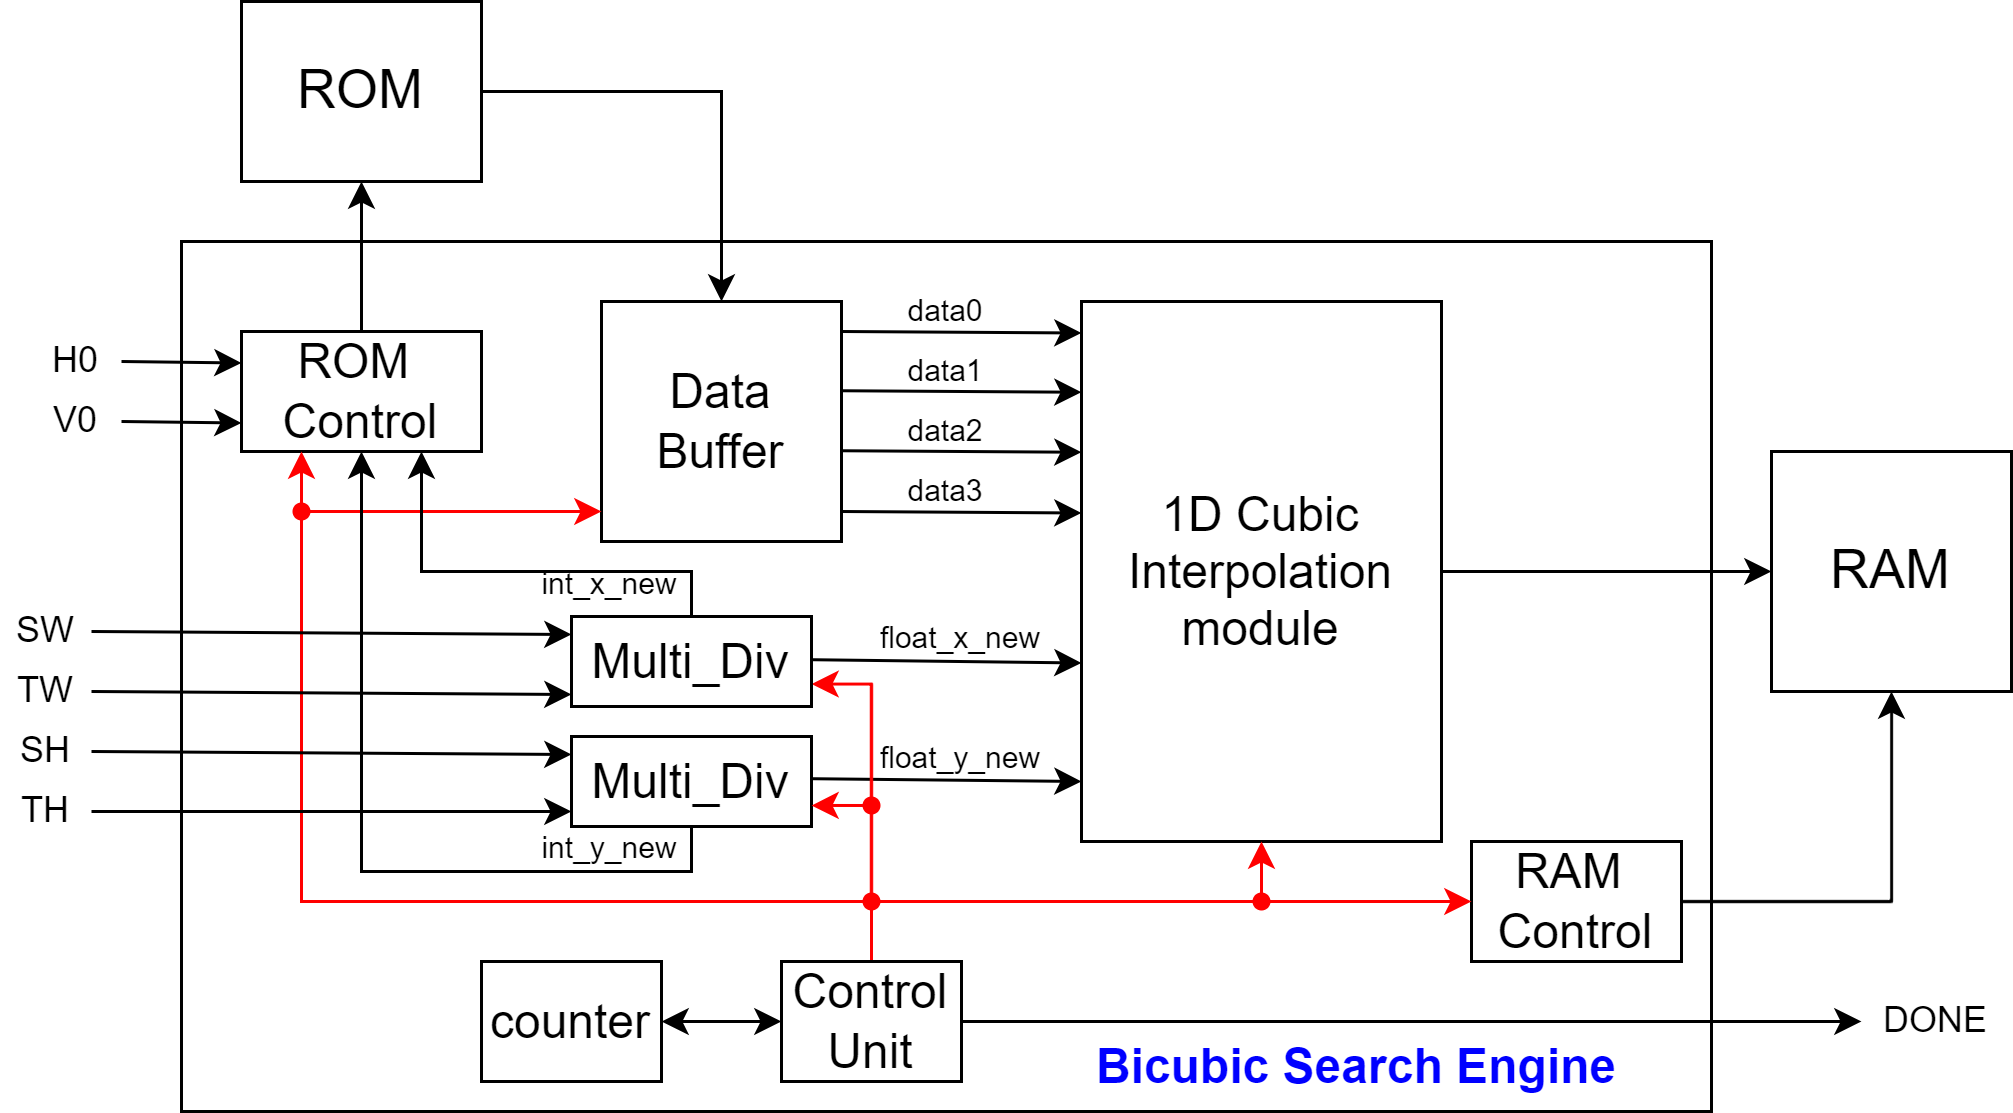 ROM
data0
H0
ROM
Control
V0
Data
Buffer
data1
data2
data3
1D Cubic
Interpolation
module
RAM
int_x_new
SW
TW
Multi_Div
float_x_new
SH
TH
Multi_Div
float_y_new
int_y_new
RAM
Control
counter
Control
Unit
DONE
Bicubic Search Engine